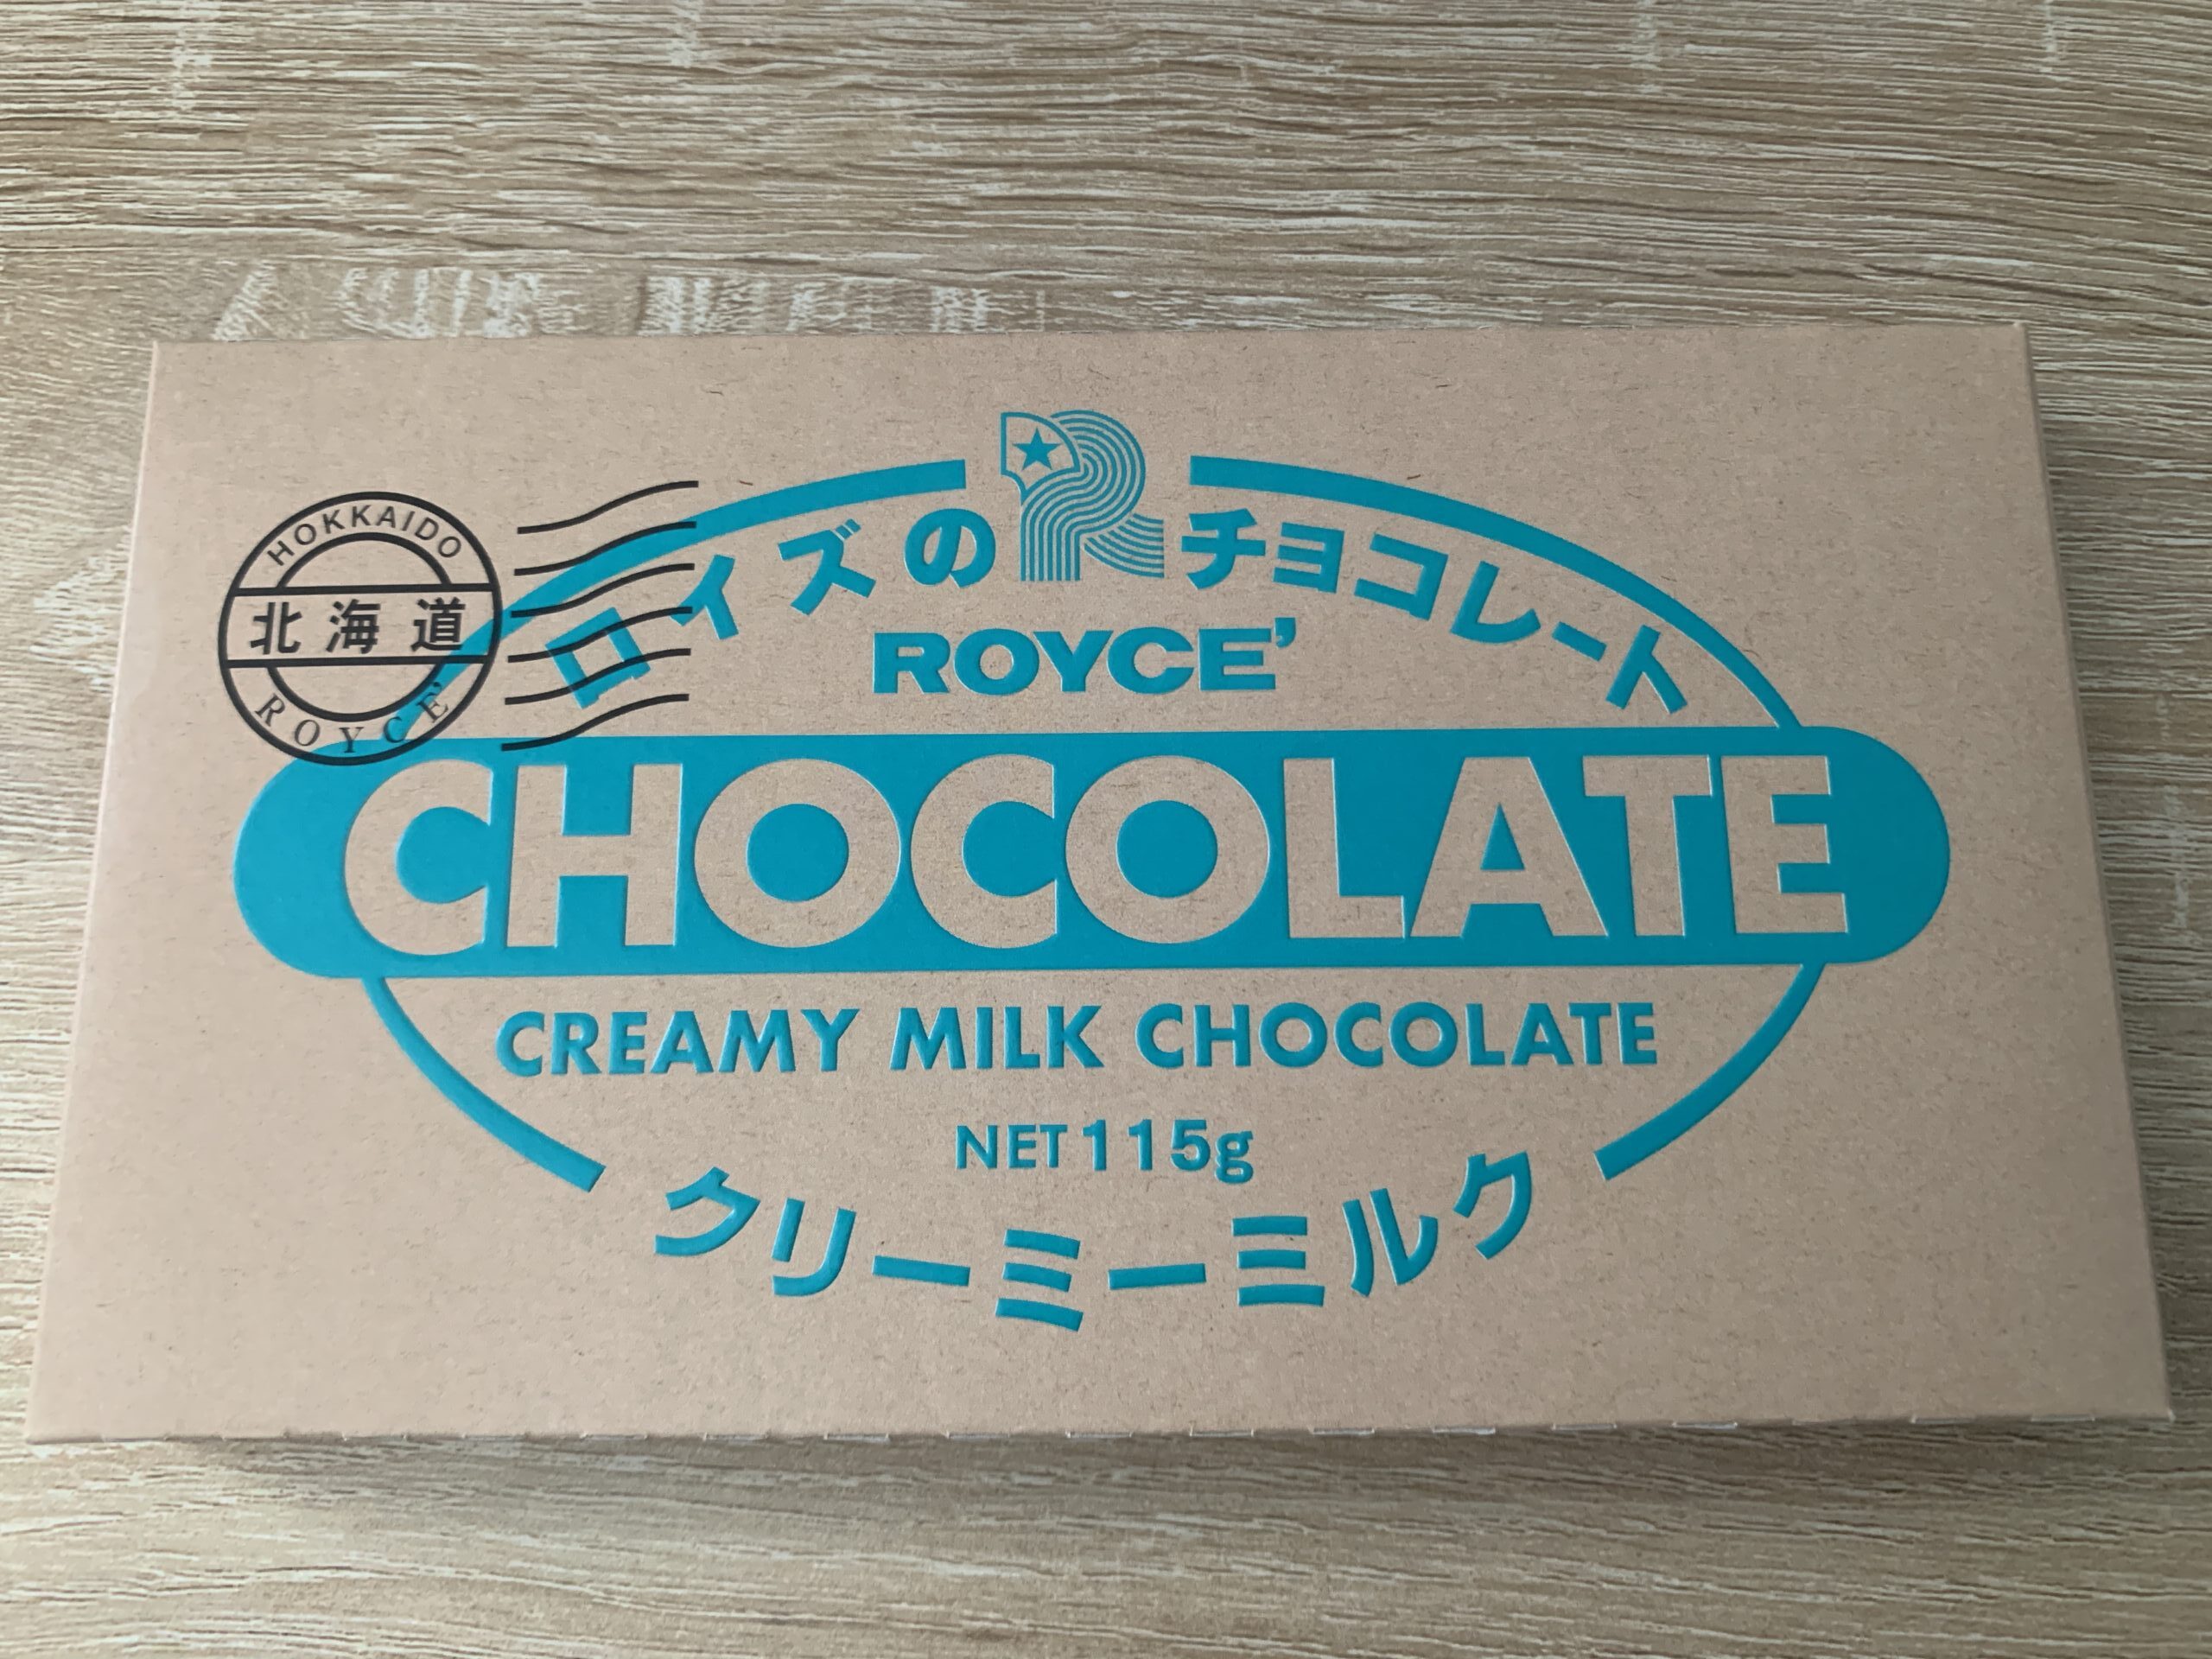 HOKKAIDO
北海道
ROYCE'
ロイズのチョコレート
ROYCE'
CHOCOLATE
CREAMY MILK CHOCOLATE
NET 115g
クリーミーミルク